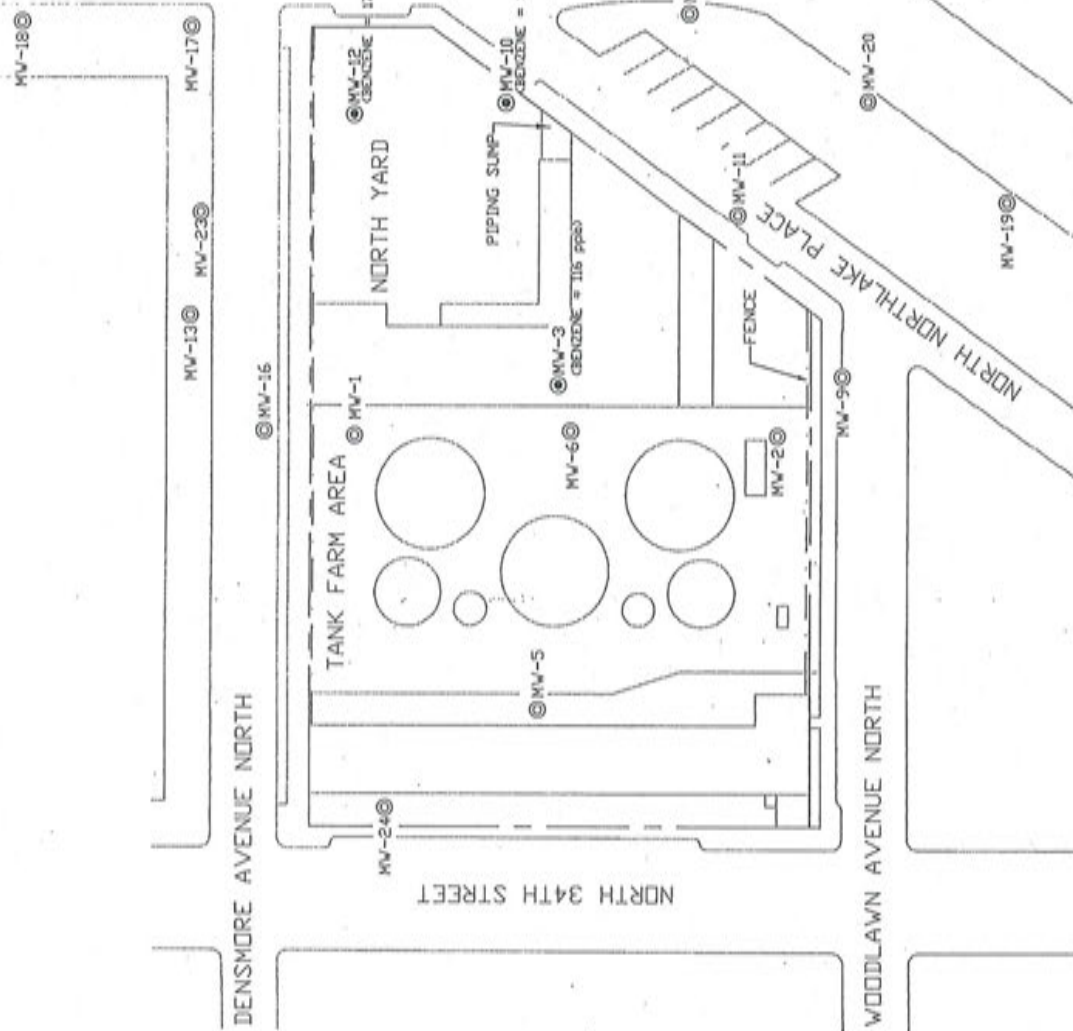 MW-18
MW-17
MW-12
(BENZENE
MW-10
(BENZENE =
MW-20
NORTH YARD
PIPING SUMP
MW-11
MW-23
MW-19
NORTH NORTHLAKE PLACE
MW-13
MW-3
(BENZENE = 116 ppb)
FENCE
MW-16
MW-1
MW-6
MW-2
MW-9
TANK FARM AREA
MW-5
MW-24
DENSMORE AVENUE NORTH
NORTH 34TH STREET
WOODLAWN AVENUE NORTH